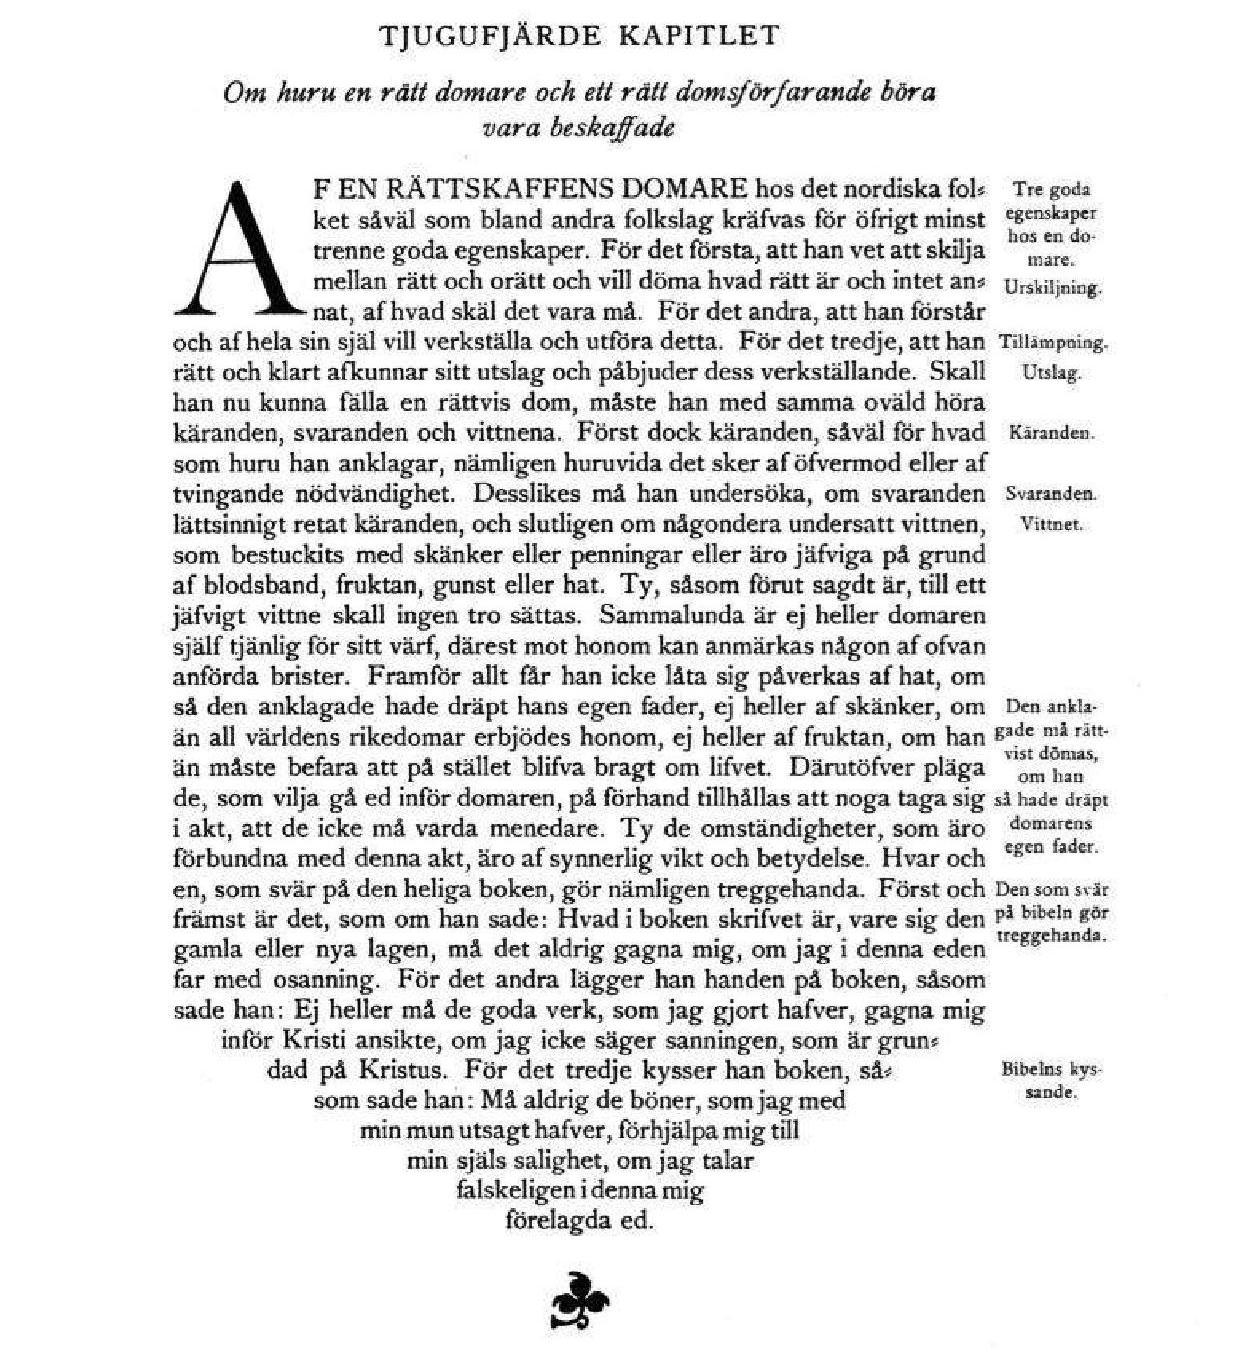 TJUGUFJÄRDE KAPITLET
Om huru en rätt domare och ett rätt domsförfarande böra
vara beskaffade
AF EN RÄTTSKAFFENS DOMARE hos det nordiska fol⸗
ket såväl som bland andra folkslag kräfvas för öfrigt minst
trenne goda egenskaper. För det första, att han vet att skilja
mellan rätt och orätt och vill döma hvad rätt är och intet an⸗
nat, af hvad skäl det vara må. För det andra, att han förstår
och af hela sin själ vill verkställa och utföra detta. För det tredje, att han
rätt och klart afkunnar sitt utslag och påbjuder dess verkställande. Skall
han nu kunna fälla en rättvis dom, måste han med samma oväld höra
käranden, svaranden och vittnena. Först dock käranden, såväl för hvad
som huru han anklagar, nämligen huruvida det sker af öfvermod eller af
tvingande nödvändighet. Desslikes må han undersöka, om svaranden
lättsinnigt retat käranden, och slutligen om någondera undersatt vittnen,
som bestuckits med skänker eller penningar eller äro jäfviga på grund
af blodsband, fruktan, gunst eller hat. Ty, såsom förut sagdt är, till ett
jäfvigt vittne skall ingen tro sättas. Sammalunda är ej heller domaren
själf tjänlig för sitt värf, därest mot honom kan anmärkas någon af ofvan
anförda brister. Framför allt får han icke låta sig påverkas af hat, om
så den anklagade hade dräpt hans egen fader, ej heller af skänker, om
än all världens rikedomar erbjödes honom, ej heller af fruktan, om han
än måste befara att på stället blifva bragt om lifvet. Därutöfver pläga
de, som vilja gå ed inför domaren, på förhand tillhållas att noga taga sig
i akt, att de icke må varda menedare. Ty de omständigheter, som äro
förbundna med denna akt, äro af synnerlig vikt och betydelse. Hvar och
en, som svär på den heliga boken, gör nämligen treggehanda. Först och
främst är det, som om han sade: Hvad i boken skrifvet är, vare sig den
gamla eller nya lagen, må det aldrig gagna mig, om jag i denna eden
far med osanning. För det andra lägger han handen på boken, såsom
sade han: Ej heller må de goda verk, som jag gjort hafver, gagna mig
inför Kristi ansikte, om jag icke säger sanningen, som är grun⸗
dad på Kristus. För det tredje kysser han boken, så⸗
som sade han: Må aldrig de böner, som jag med
min mun utsagt hafver, förhjälpa mig till
min själs salighet, om jag talar
falskeligen i denna mig
förelagda ed.
Tre goda
egenskaper
hos en do-
mare.
Urskiljning.
Tillämpning.
Utslag.
Käranden.
Svaranden.
Vittnet.
Den ankla-
gade må rätt-
vist dömas,
om han
så hade dräpt
domarens
egen fader.
Den som svär
på bibeln gör
treggehanda.
Bibelns kys-
sande.